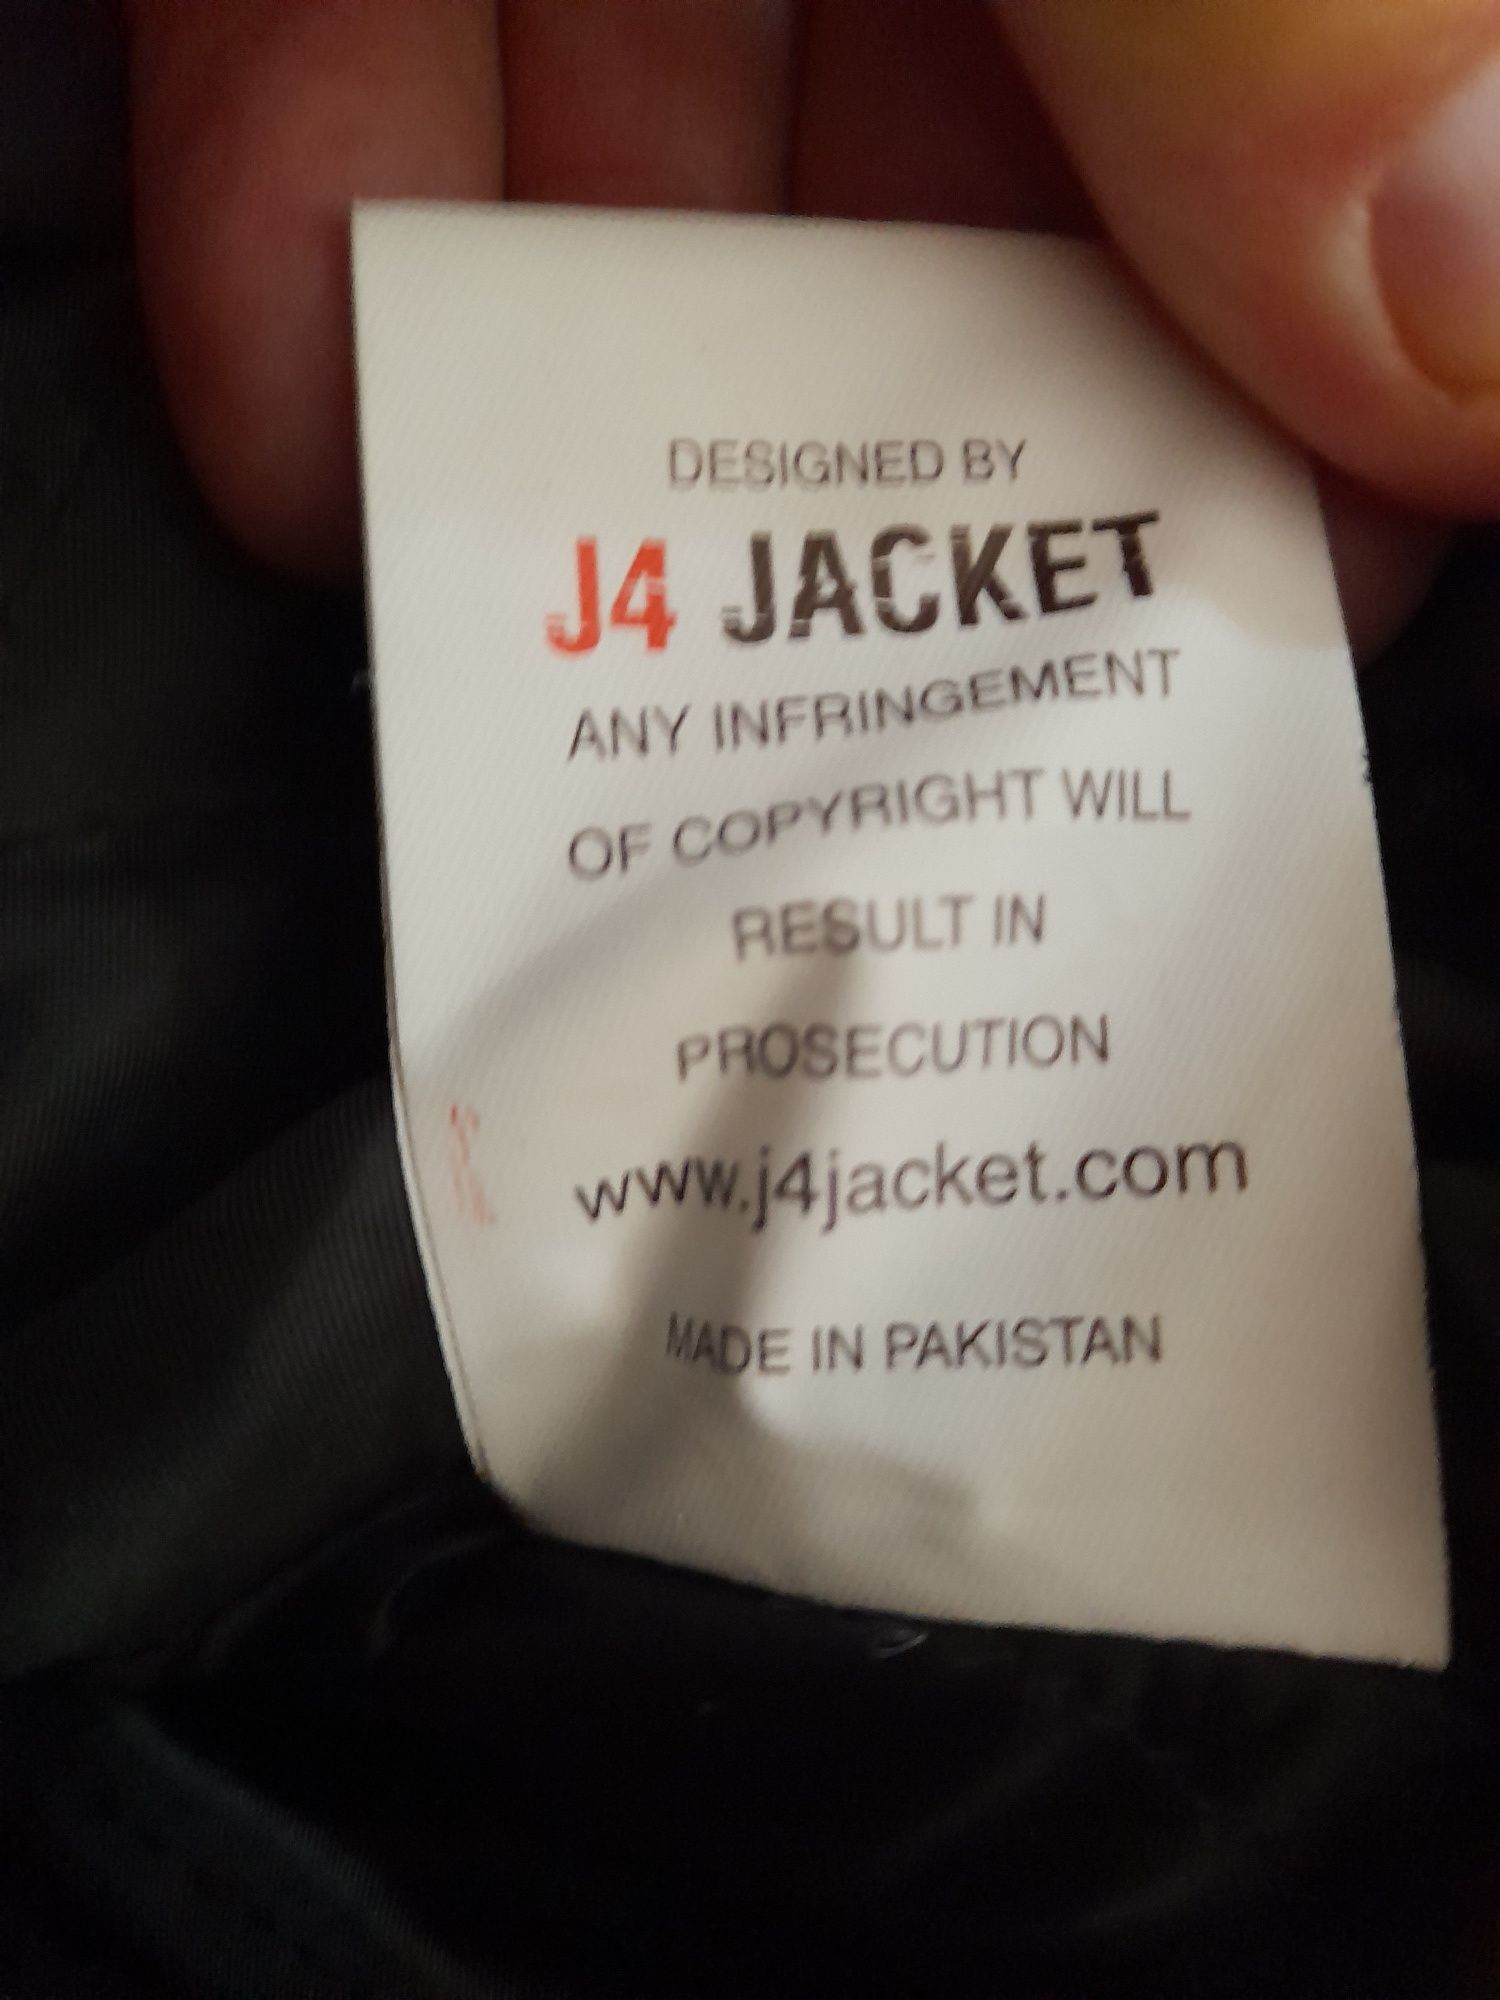 DESIGNED BY
J4 JACKET
ANY INFRINGEMENT
OF COPYRIGHT WILL
RESULT IN
PROSECUTION
www.j4jacket.com
MADE IN PAKISTAN